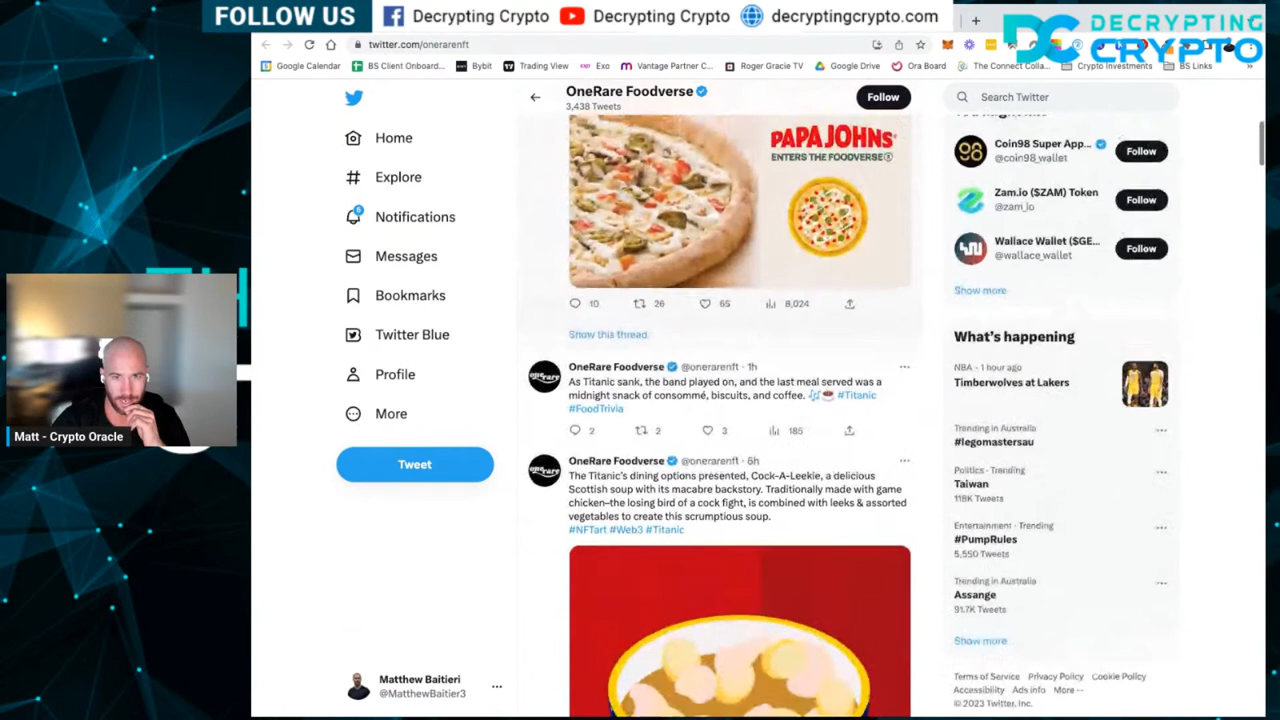 FOLLOW US
Decrypting Crypto
Decrypting Crypto
decryptingcrypto.com
DC DECRYPTING
CRYPTO
twitter.com/onerarenft
Google Calendar
BS Client Onboard...
Bybit
Trading View
Exo
Vantage Partner C...
Roger Gracie TV
Google Drive
Ora Board
The Connect Colla...
Crypto Investments
BS Links
Home
Explore
6
Notifications
Messages
Bookmarks
Twitter Blue
Profile
More
Tweet
Matthew Baitieri
@MatthewBaitier3
Matt - Crypto Oracle
OneRare Foodverse
3,438 Tweets
Follow
PAPA JOHNS
ENTERS THE FOODVERSE
10
26
65
8,024
Show this thread
onerare
OneRare Foodverse @onerarenft · 1h
As Titanic sank, the band played on, and the last meal served was a
midnight snack of consommé, biscuits, and coffee. 🎶☕ #Titanic
#FoodTrivia
2
2
3
185
onerare
OneRare Foodverse @onerarenft · 6h
The Titanic's dining options presented, Cock-A-Leekie, a delicious
Scottish soup with its macabre backstory. Traditionally made with game
chicken–the losing bird of a cock fight, is combined with leeks & assorted
vegetables to create this scrumptious soup.
#NFTart #Web3 #Titanic
Search Twitter
98
Coin98 Super App...
@coin98_wallet
Follow
Zam.io ($ZAM) Token
@zam_io
Follow
Wallace Wallet ($GE...
@wallace_wallet
Follow
Show more
What's happening
NBA · 1 hour ago
Timberwolves at Lakers
Trending in Australia
#legomastersau
Politics · Trending
Taiwan
118K Tweets
Entertainment · Trending
#PumpRules
5,550 Tweets
Trending in Australia
Assange
91.7K Tweets
Show more
Terms of Service Privacy Policy Cookie Policy
Accessibility Ads info More ···
© 2023 Twitter, Inc.